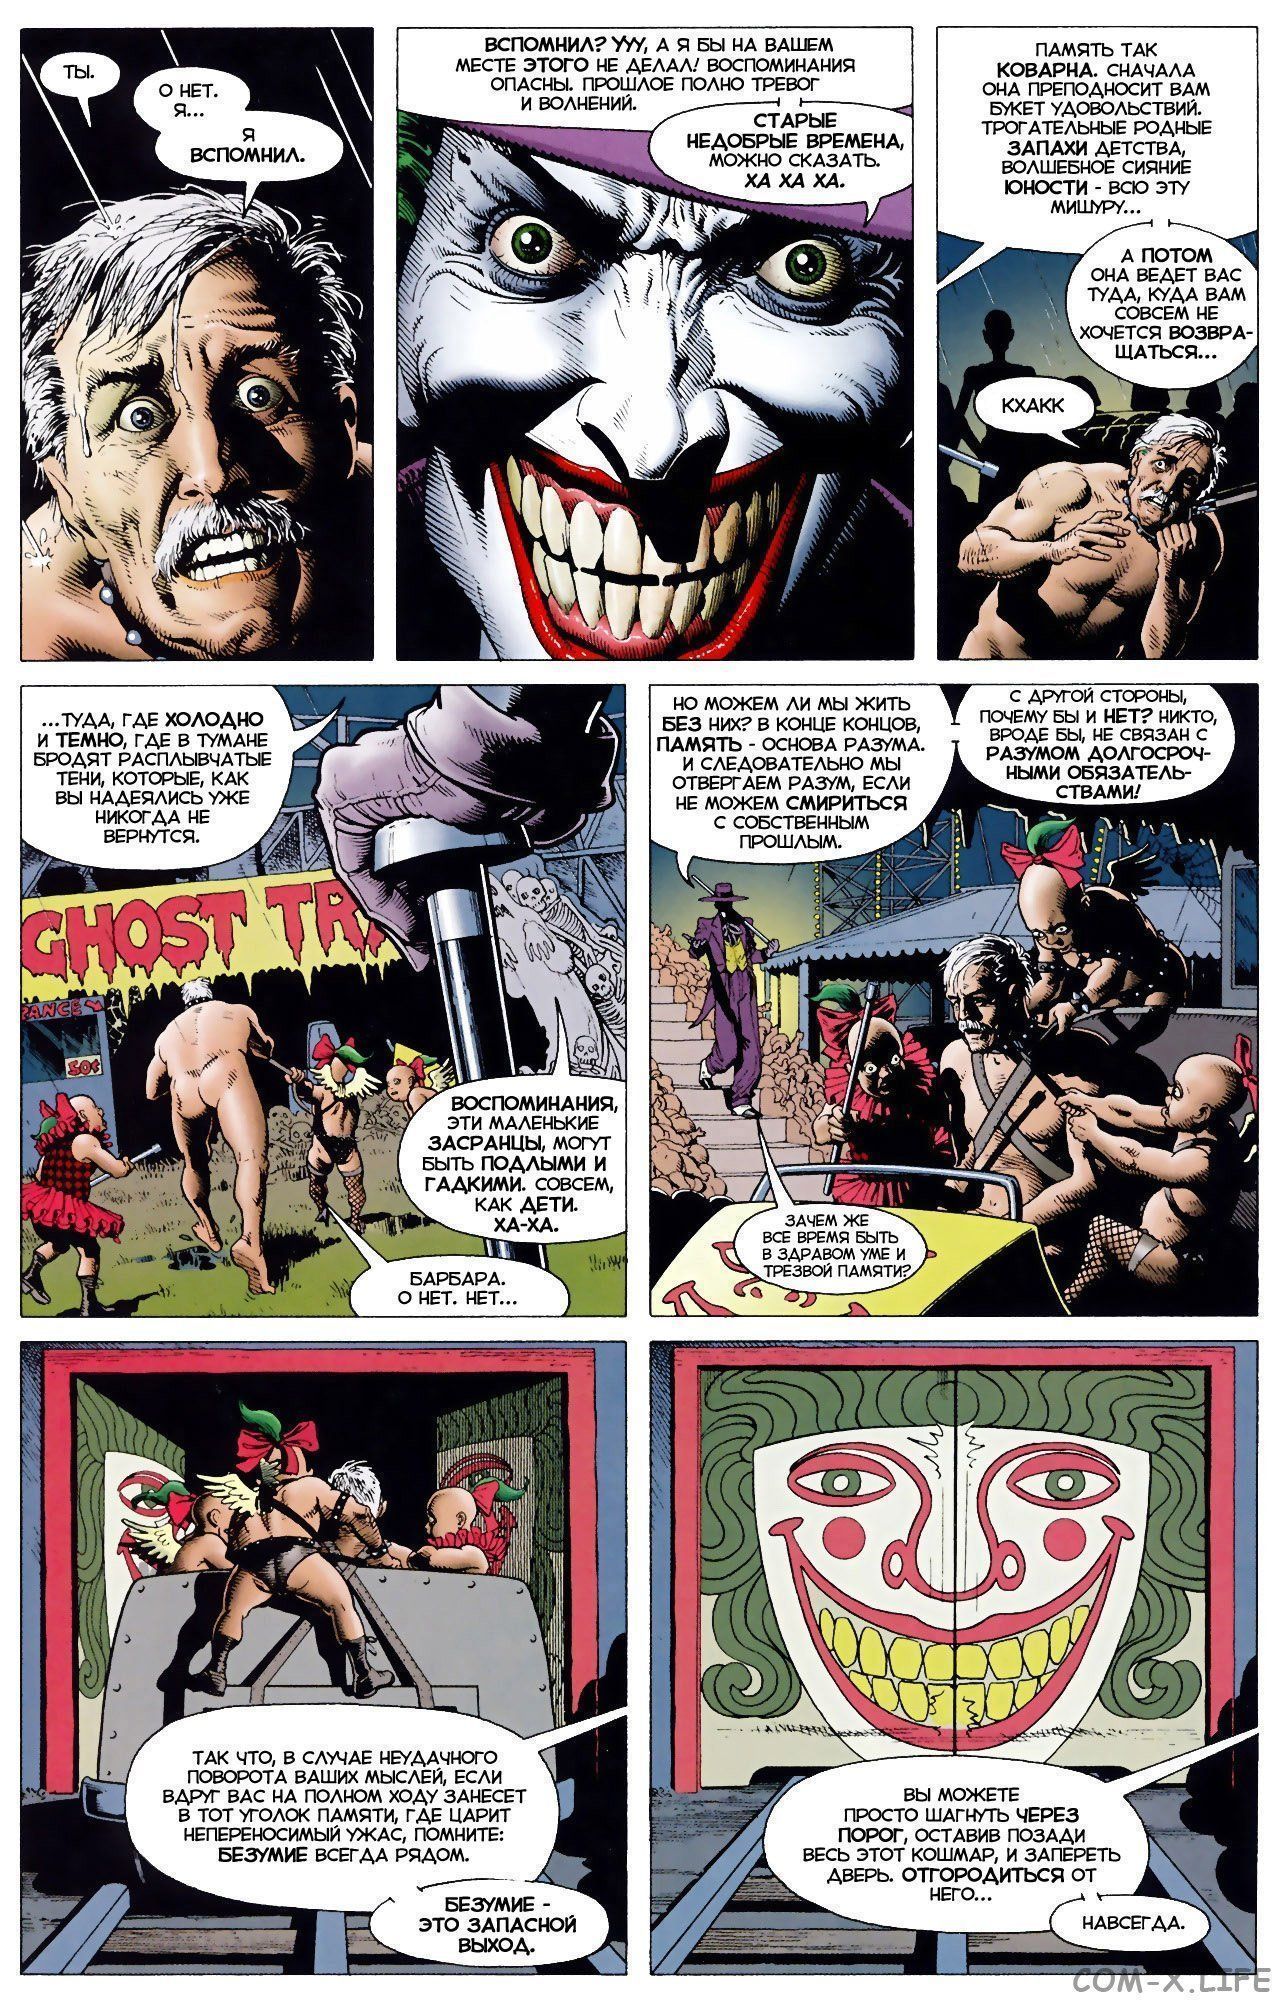 ТЫ.
О НЕТ.
Я...
Я
ВСПОМНИЛ.
ВСПОМНИЛ? УУУ, А Я БЫ НА ВАШЕМ
МЕСТЕ ЭТОГО НЕ ДЕЛАЛ! ВОСПОМИНАНИЯ
ОПАСНЫ. ПРОШЛОЕ ПОЛНО ТРЕВОГ
И ВОЛНЕНИЙ.
СТАРЫЕ
НЕДОБРЫЕ ВРЕМЕНА,
МОЖНО СКАЗАТЬ.
ХА ХА ХА.
ПАМЯТЬ ТАК
КОВАРНА. СНАЧАЛА
ОНА ПРЕПОДНОСИТ ВАМ
БУКЕТ УДОВОЛЬСТВИЙ.
ТРОГАТЕЛЬНЫЕ РОДНЫЕ
ЗАПАХИ ДЕТСТВА,
ВОЛШЕБНОЕ СИЯНИЕ
ЮНОСТИ - ВСЮ ЭТУ
МИШУРУ...
А ПОТОМ
ОНА ВЕДЕТ ВАС
ТУДА, КУДА ВАМ
СОВСЕМ НЕ
ХОЧЕТСЯ ВОЗВРА-
ЩАТЬСЯ...
КХАКК
...ТУДА, ГДЕ ХОЛОДНО
И ТЕМНО, ГДЕ В ТУМАНЕ
БРОДЯТ РАСПЛЫВЧАТЫЕ
ТЕНИ, КОТОРЫЕ, КАК
ВЫ НАДЕЯЛИСЬ УЖЕ
НИКОГДА НЕ
ВЕРНУТСЯ.
GHOST TRA
RANCE
50¢
ВОСПОМИНАНИЯ,
ЭТИ МАЛЕНЬКИЕ
ЗАСРАНЦЫ, МОГУТ
БЫТЬ ПОДЛЫМИ И
ГАДКИМИ. СОВСЕМ,
КАК ДЕТИ.
ХА-ХА.
БАРБАРА.
О НЕТ. НЕТ...
НО МОЖЕМ ЛИ МЫ ЖИТЬ
БЕЗ НИХ? В КОНЦЕ КОНЦОВ,
ПАМЯТЬ - ОСНОВА РАЗУМА.
И СЛЕДОВАТЕЛЬНО МЫ
ОТВЕРГАЕМ РАЗУМ, ЕСЛИ
НЕ МОЖЕМ СМИРИТЬСЯ
С СОБСТВЕННЫМ
ПРОШЛЫМ.
С ДРУГОЙ СТОРОНЫ,
ПОЧЕМУ БЫ И НЕТ? НИКТО,
ВРОДЕ БЫ, НЕ СВЯЗАН С
РАЗУМОМ ДОЛГОСРОЧ-
НЫМИ ОБЯЗАТЕЛЬ-
СТВАМИ!
ЗАЧЕМ ЖЕ
ВСЕ ВРЕМЯ БЫТЬ
В ЗДРАВОМ УМЕ И
ТРЕЗВОЙ ПАМЯТИ?
ТАК ЧТО, В СЛУЧАЕ НЕУДАЧНОГО
ПОВОРОТА ВАШИХ МЫСЛЕЙ, ЕСЛИ
ВДРУГ ВАС НА ПОЛНОМ ХОДУ ЗАНЕСЕТ
В ТОТ УГОЛОК ПАМЯТИ, ГДЕ ЦАРИТ
НЕПЕРЕНОСИМЫЙ УЖАС, ПОМНИТЕ:
БЕЗУМИЕ ВСЕГДА РЯДОМ.
БЕЗУМИЕ -
ЭТО ЗАПАСНОЙ
ВЫХОД.
ВЫ МОЖЕТЕ
ПРОСТО ШАГНУТЬ ЧЕРЕЗ
ПОРОГ, ОСТАВИВ ПОЗАДИ
ВЕСЬ ЭТОТ КОШМАР, И ЗАПЕРЕТЬ
ДВЕРЬ. ОТГОРОДИТЬСЯ ОТ
НЕГО...
НАВСЕГДА.
COM-X.LIFE